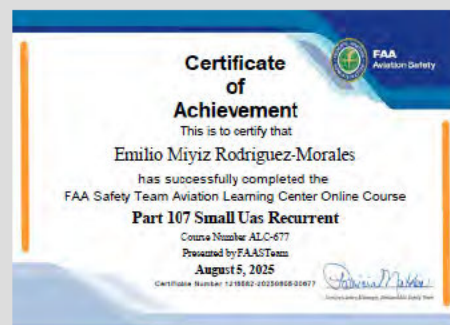 FAA
Aviation Safety
Certificate
of
Achievement
This is to certify that
Emilio Miyiz Rodriguez-Morales
has successfully completed the
FAA Safety Team Aviation Learning Center Online Course
Part 107 Small Uas Recurrent
Course Number ALC-677
Presented by FAASTeam
August 5, 2025
Certificate Number